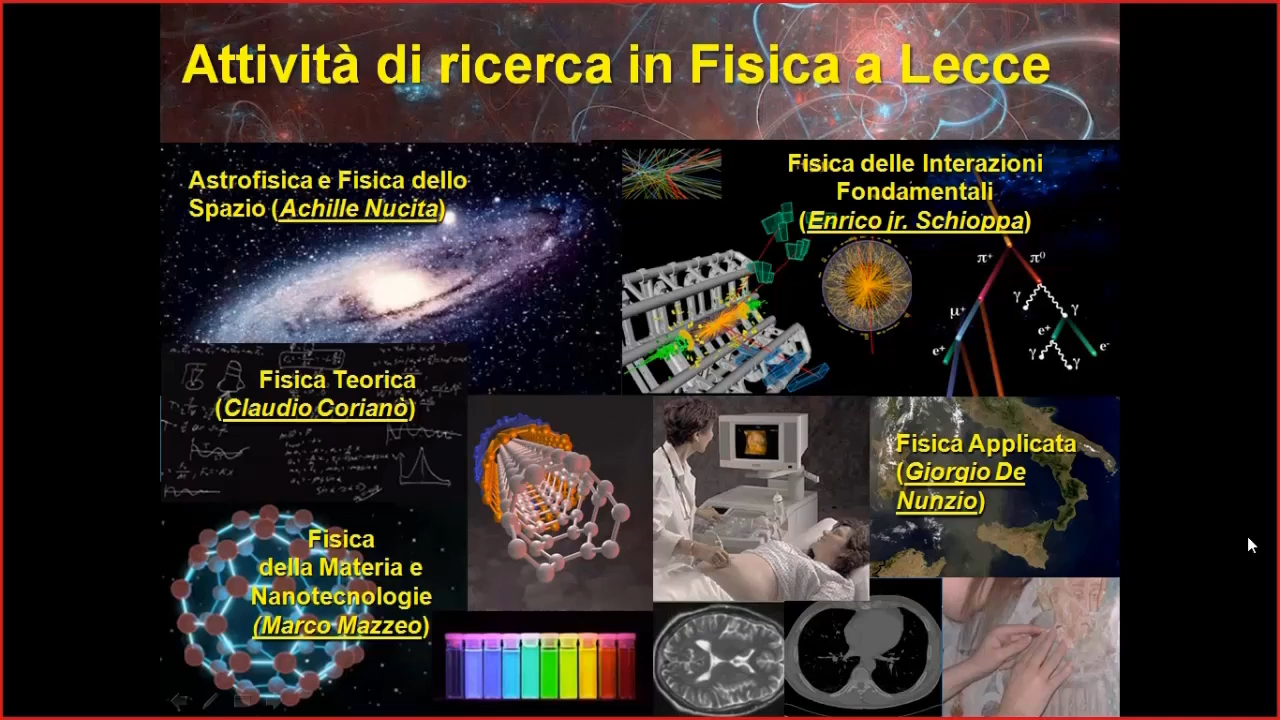 Attività di ricerca in Fisica a Lecce
Astrofisica e Fisica dello
Spazio (Achille Nucita)
Fisica delle Interazioni
Fondamentali
(Enrico jr. Schioppa)
π⁺
π⁰
γ
γ
μ⁺
e⁺
e⁺
e⁻
γ
γ
Fisica Teorica
(Claudio Corianò)
Fisica Applicata
(Giorgio De
Nunzio)
Fisica
della Materia e
Nanotecnologie
(Marco Mazzeo)